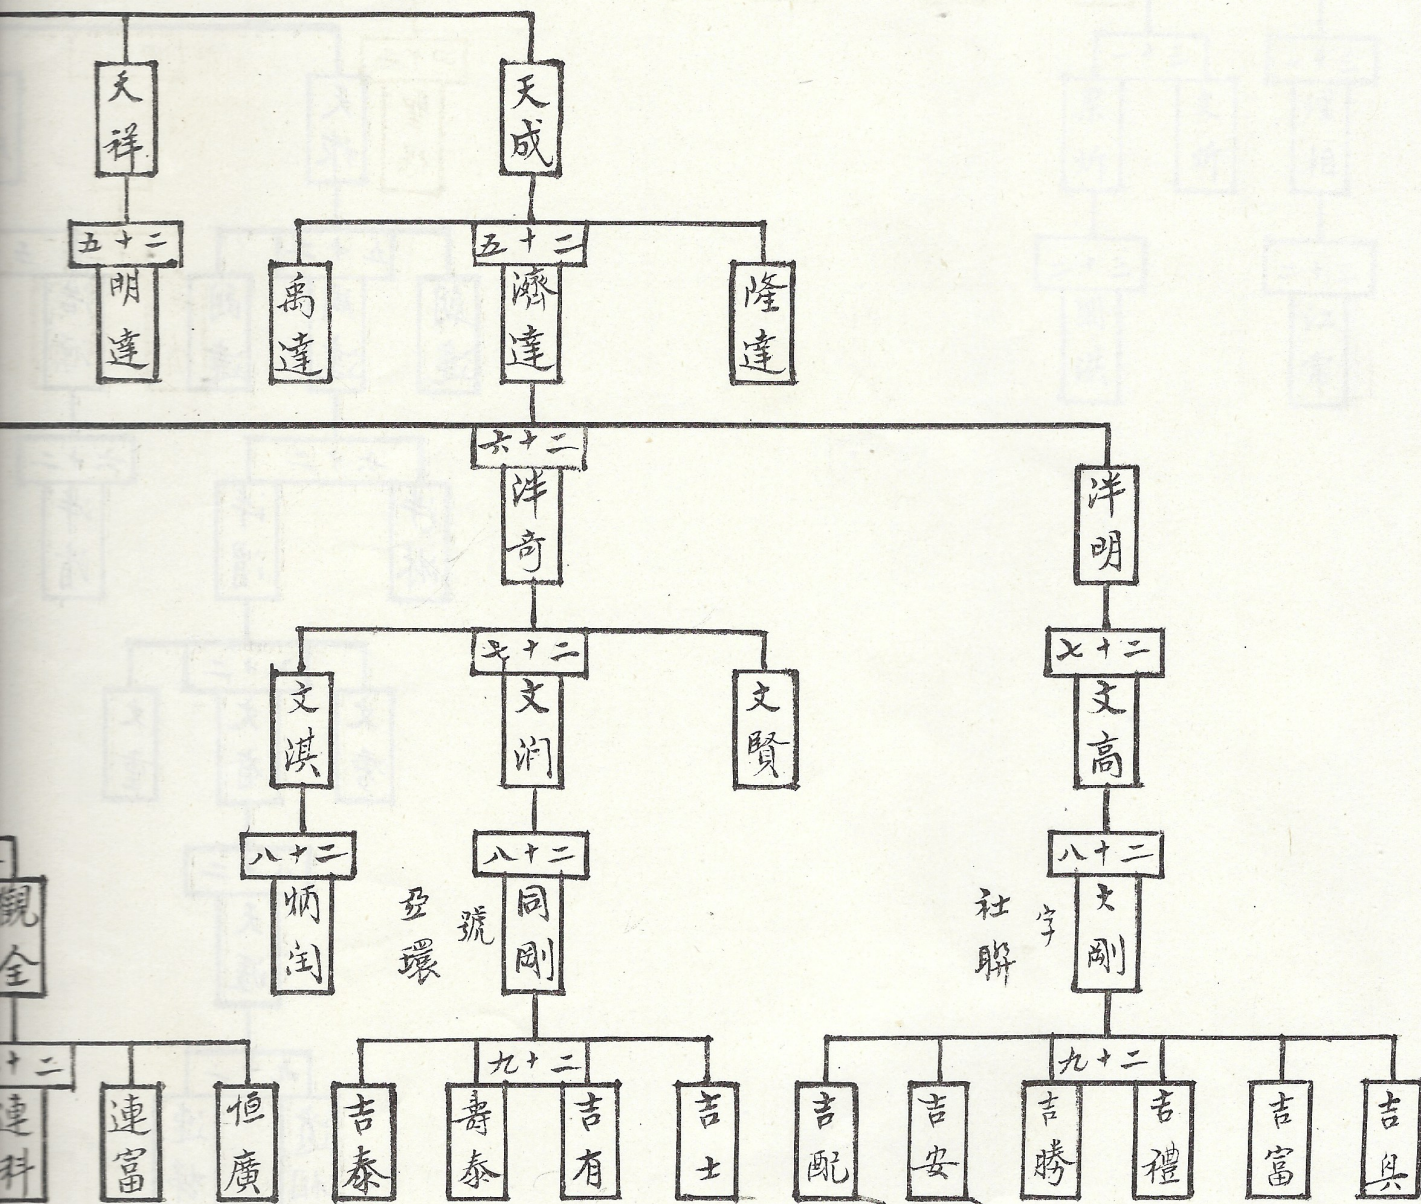 天成
天祥
二十五
二十五
隆達
濟達
禹達
明達
二十六
泮明
泮奇
二十七
二十七
文高
文賢
文润
文淇
二十八
二十八
二十八
大剛
字
社聯
同剛
號
亞環
炳闰
觀全
二十九
二十九
二十
吉具
吉富
吉禮
吉勝
吉安
吉配
吉士
吉有
壽泰
吉泰
恒廣
連富
連科